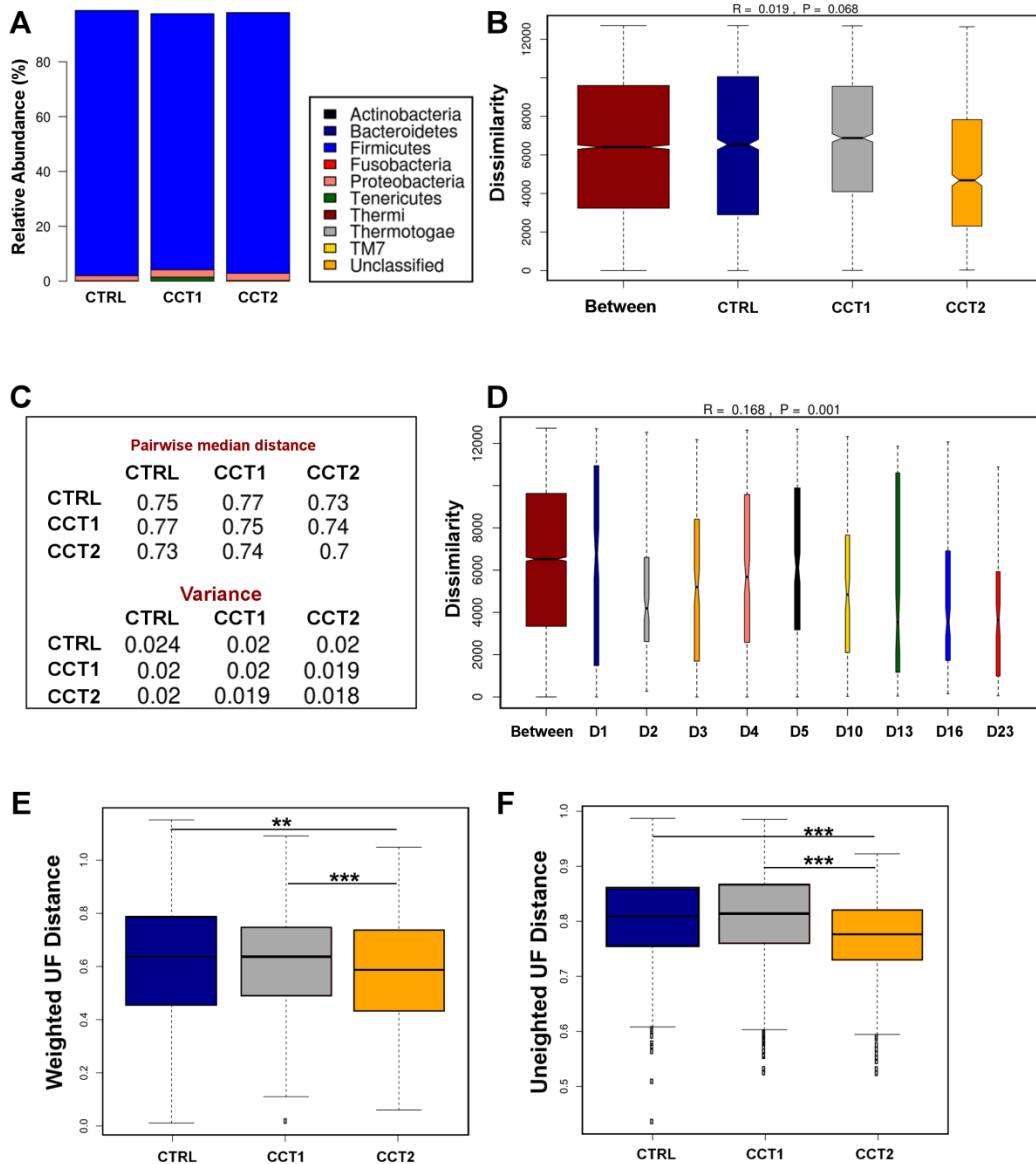 A
Relative Abundance (%)
80
60
40
20
0
CTRL CCT1 CCT2
Actinobacteria
Bacteroidetes
Firmicutes
Fusobacteria
Proteobacteria
Tenericutes
Thermi
Thermotogae
TM7
Unclassified
B
R = 0.019 , P = 0.068
Dissimilarity
12000
10000
8000
6000
4000
2000
0
Between CTRL CCT1 CCT2
C
Pairwise median distance
CTRL CCT1 CCT2
CTRL 0.75 0.77 0.73
CCT1 0.77 0.75 0.74
CCT2 0.73 0.74 0.7
Variance
CTRL CCT1 CCT2
CTRL 0.024 0.02 0.02
CCT1 0.02 0.02 0.019
CCT2 0.02 0.019 0.018
D
R = 0.168 , P = 0.001
Dissimilarity
12000
10000
8000
6000
4000
2000
0
Between D1 D2 D3 D4 D5 D10 D13 D16 D23
E
Weighted UF Distance
1.0
0.8
0.6
0.4
0.2
0.0
**
***
CTRL CCT1 CCT2
F
Uneighted UF Distance
1.0
0.9
0.8
0.7
0.6
0.5
***
***
CTRL CCT1 CCT2